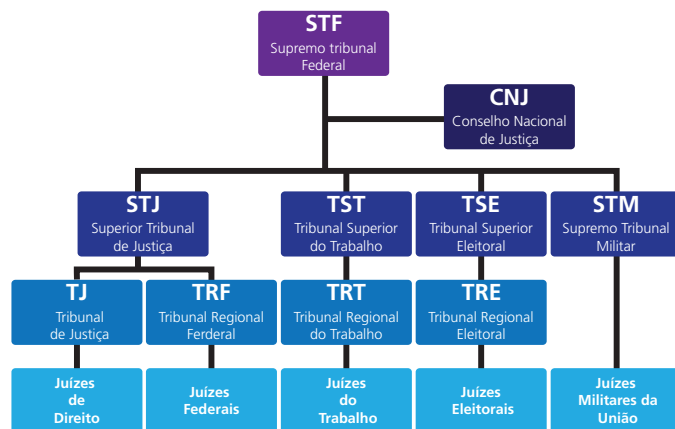 STF
Supremo tribunal
Federal
CNJ
Conselho Nacional
de Justiça
STJ
Superior Tribunal
de Justiça
TST
Tribunal Superior
do Trabalho
TSE
Tribunal Superior
Eleitoral
STM
Supremo Tribunal
Militar
TJ
Tribunal
de Justiça
TRF
Tribunal Regional
Ferderal
TRT
Tribunal Regional
do Trabalho
TRE
Tribunal Regional
Eleitoral
Juízes
de
Direito
Juízes
Federais
Juízes
do
Trabalho
Juízes
Eleitorais
Juízes
Militares da
União